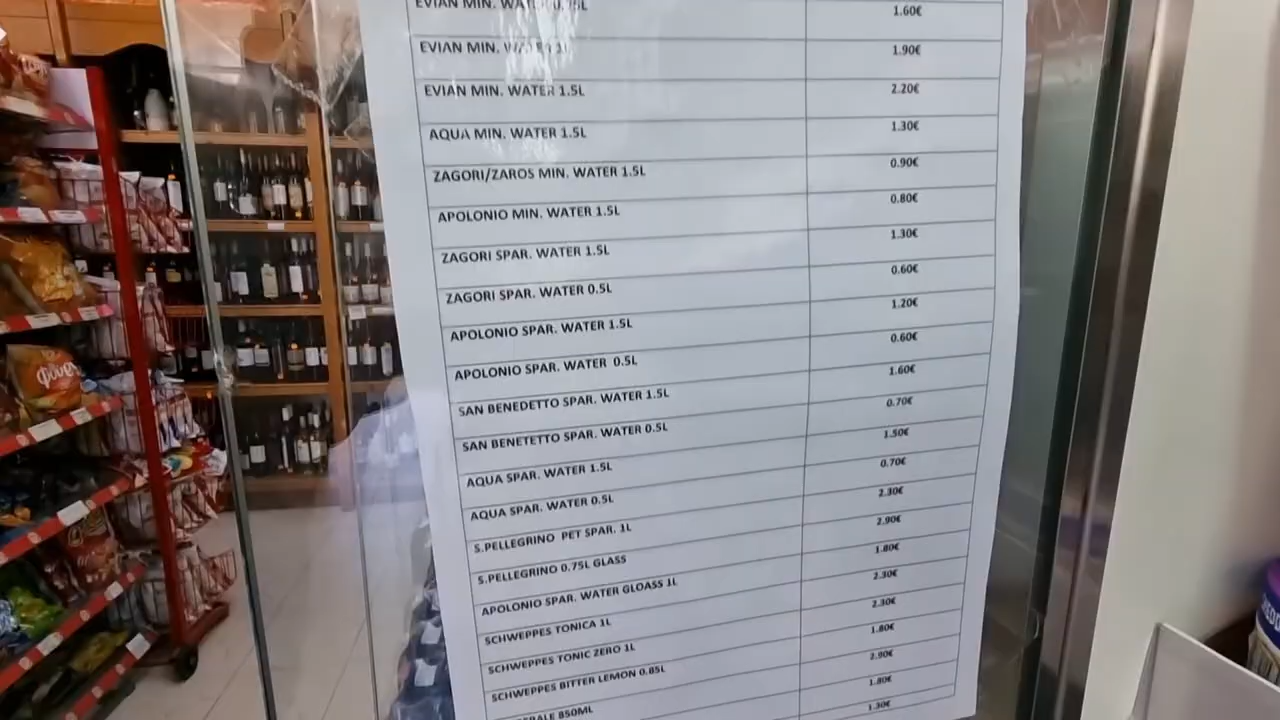 EVIAN MIN. 1.60€
EVIAN MIN. WATER 1L 1.90€
EVIAN MIN. WATER 1.5L 2.20€
AQUA MIN. WATER 1.5L 1.30€
ZAGORI/ZAROS MIN. WATER 1.5L 0.90€
APOLONIO MIN. WATER 1.5L 0.80€
ZAGORI SPAR. WATER 1.5L 1.30€
ZAGORI SPAR. WATER 0.5L 0.60€
APOLONIO SPAR. WATER 1.5L 1.20€
APOLONIO SPAR. WATER 0.5L 0.60€
SAN BENEDETTO SPAR. WATER 1.5L 1.60€
SAN BENETETTO SPAR. WATER 0.5L 0.70€
AQUA SPAR. WATER 1.5L 1.50€
AQUA SPAR. WATER 0.5L 0.70€
S.PELLEGRINO PET SPAR. 1L 2.30€
S.PELLEGRINO 0.75L GLASS 2.90€
APOLONIO SPAR. WATER GLOASS 1L 1.80€
SCHWEPPES TONICA 1L 2.30€
SCHWEPPES TONIC ZERO 1L 2.30€
SCHWEPPES BITTER LEMON 0.85L 1.80€
850ML 2.90€
1.80€
1.30€